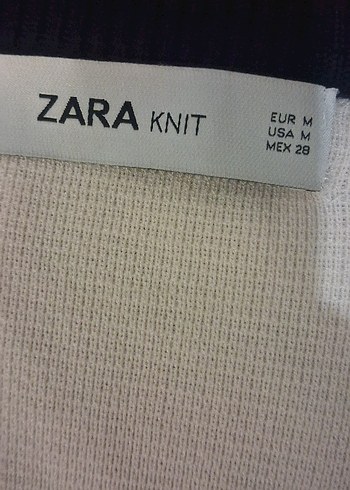 ZARA KNIT
EUR M
USA M
MEX 28